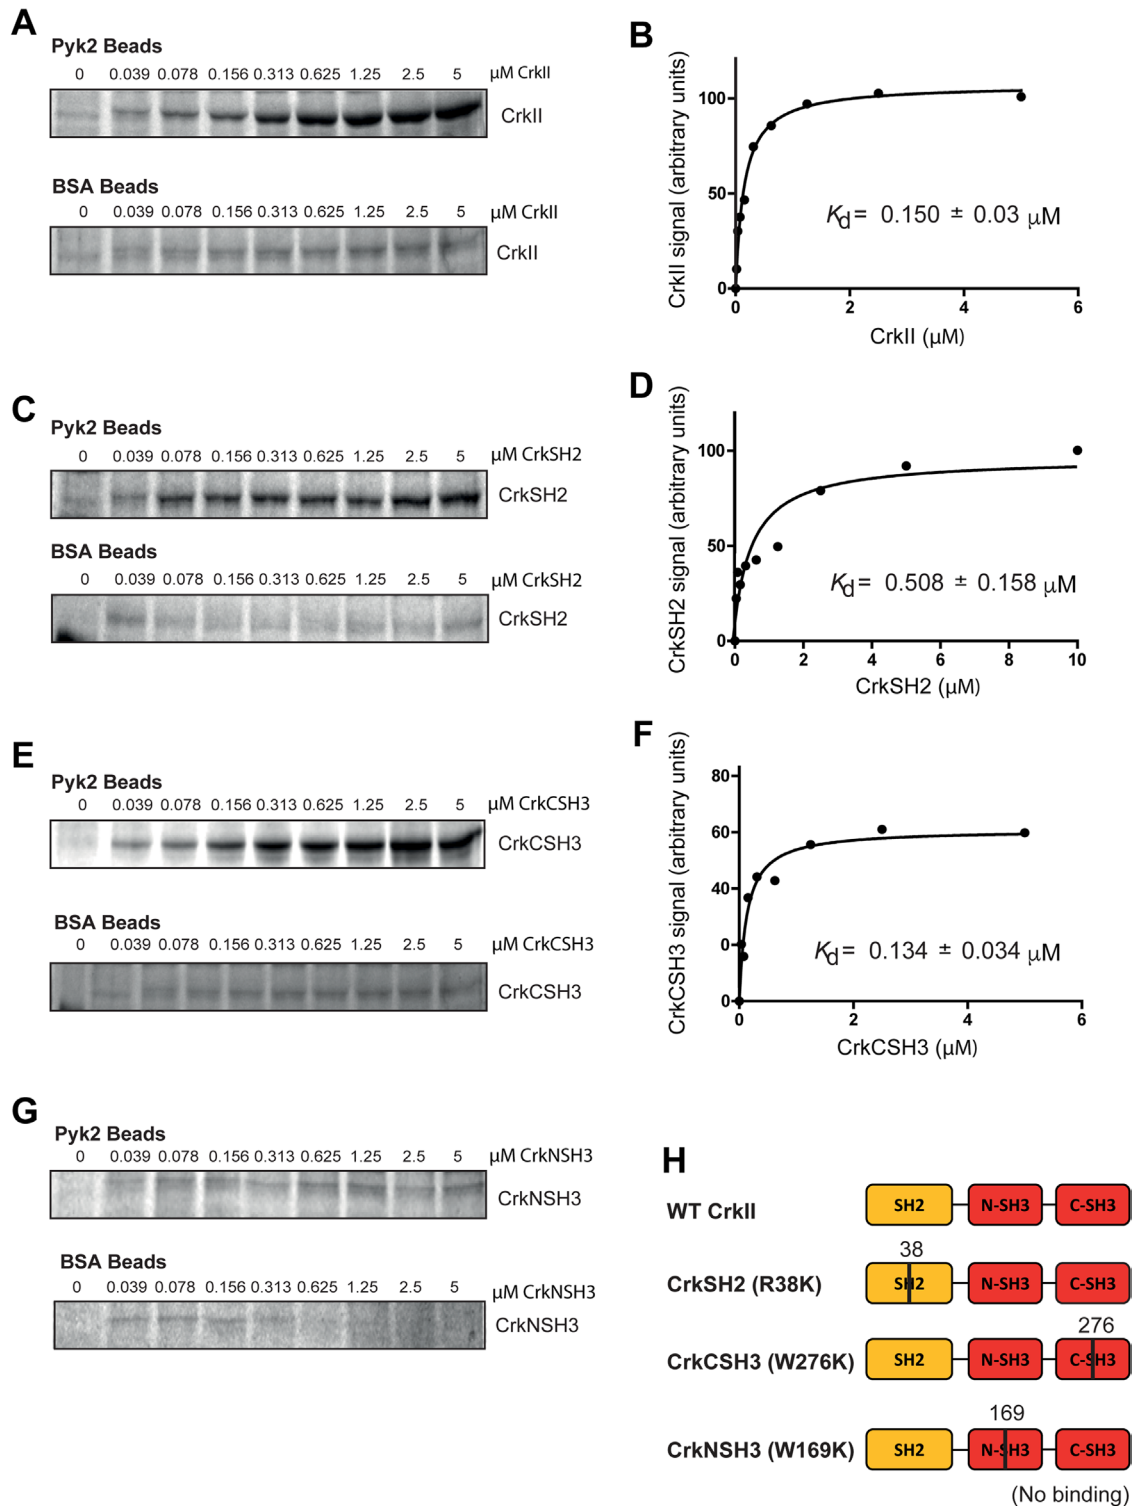 A
Pyk2 Beads
0 0.039 0.078 0.156 0.313 0.625 1.25 2.5 5 µM CrkII
CrkII
BSA Beads
0 0.039 0.078 0.156 0.313 0.625 1.25 2.5 5 µM CrkII
CrkII
B
CrkII signal (arbitrary units)
100
50
0
Kd = 0.150 ± 0.03 µM
0 2 4 6
CrkII (µM)
C
Pyk2 Beads
0 0.039 0.078 0.156 0.313 0.625 1.25 2.5 5 µM CrkSH2
CrkSH2
BSA Beads
0 0.039 0.078 0.156 0.313 0.625 1.25 2.5 5 µM CrkSH2
CrkSH2
D
CrkSH2 signal (arbitrary units)
100
50
0
Kd = 0.508 ± 0.158 µM
0 2 4 6 8 10
CrkSH2 (µM)
E
Pyk2 Beads
0 0.039 0.078 0.156 0.313 0.625 1.25 2.5 5 µM CrkCSH3
CrkCSH3
BSA Beads
0 0.039 0.078 0.156 0.313 0.625 1.25 2.5 5 µM CrkCSH3
CrkCSH3
F
CrkCSH3 signal (arbitrary units)
80
60
40
0
0
Kd = 0.134 ± 0.034 µM
0 2 4 6
CrkCSH3 (µM)
G
Pyk2 Beads
0 0.039 0.078 0.156 0.313 0.625 1.25 2.5 5 µM CrkNSH3
CrkNSH3
BSA Beads
0 0.039 0.078 0.156 0.313 0.625 1.25 2.5 5 µM CrkNSH3
CrkNSH3
H
WT CrkII SH2 N-SH3 C-SH3
38
CrkSH2 (R38K) SH2 N-SH3 C-SH3
276
CrkCSH3 (W276K) SH2 N-SH3 C-SH3
169
CrkNSH3 (W169K) SH2 N-SH3 C-SH3
(No binding)